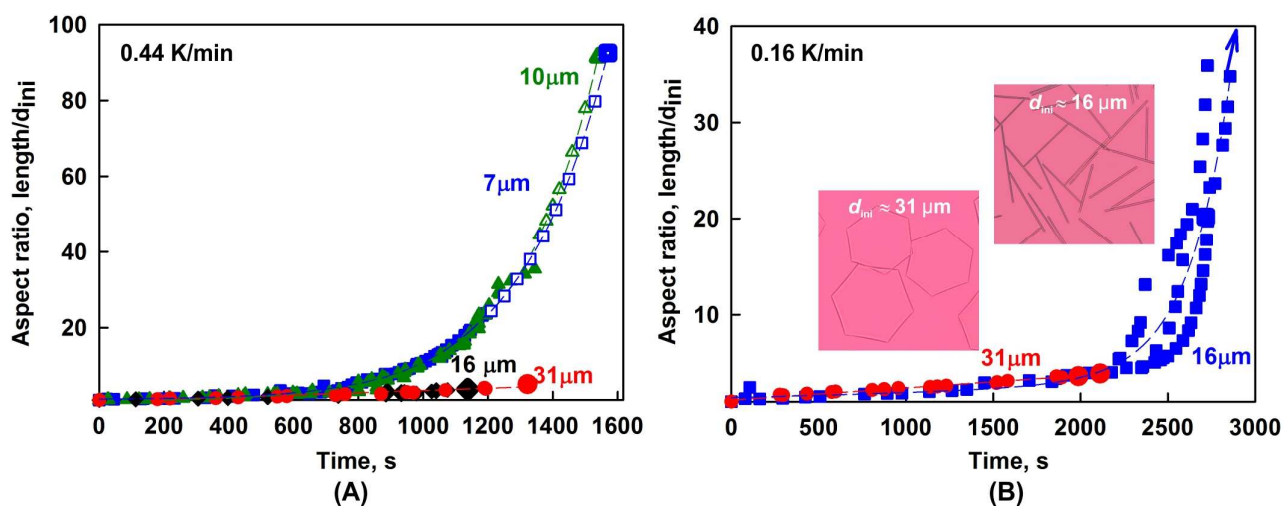 0.44 K/min
Aspect ratio, length/dini
100
80
60
40
20
10µm
7µm
16 µm
31µm
0 200 400 600 800 1000 1200 1400 1600
Time, s
(A)
0.16 K/min
Aspect ratio, length/dini
40
30
20
10
dini ≈ 16 µm
dini ≈ 31 µm
31µm
16µm
0 500 1000 1500 2000 2500 3000
Time, s
(B)